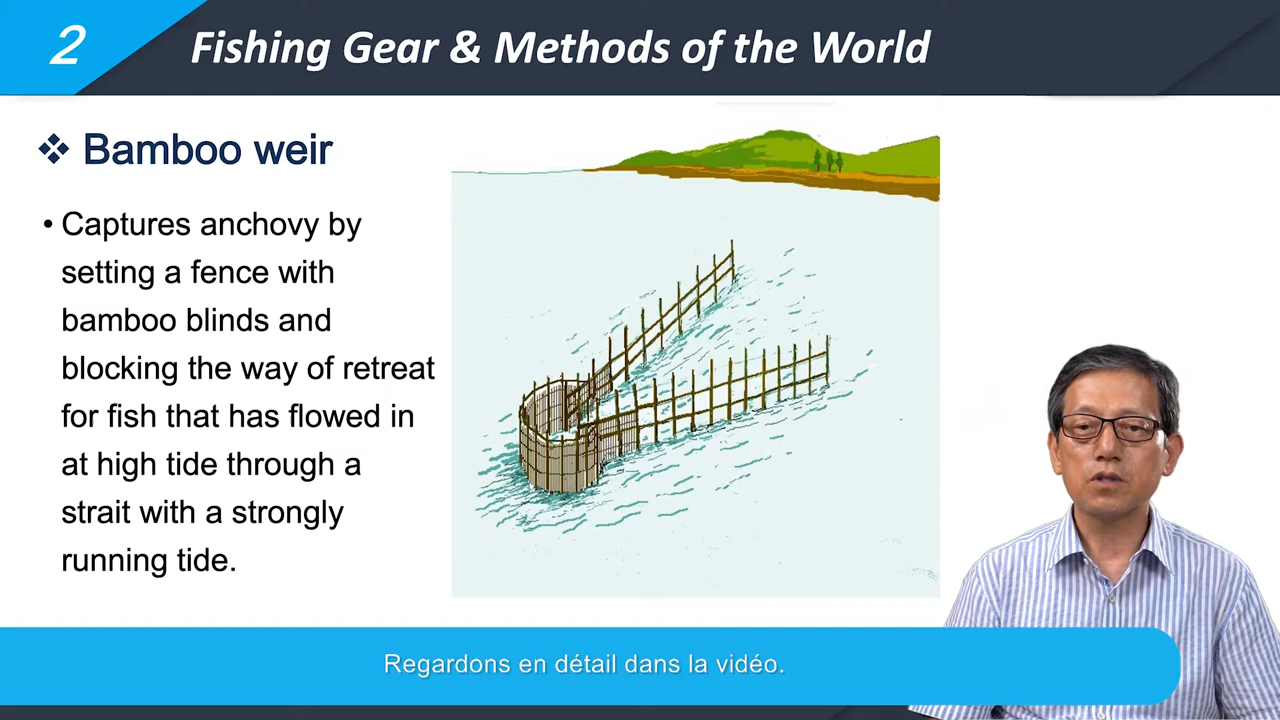 2
Fishing Gear & Methods of the World
❖ Bamboo weir
• Captures anchovy by
setting a fence with
bamboo blinds and
blocking the way of retreat
for fish that has flowed in
at high tide through a
strait with a strongly
running tide.
Regardons en détail dans la vidéo.